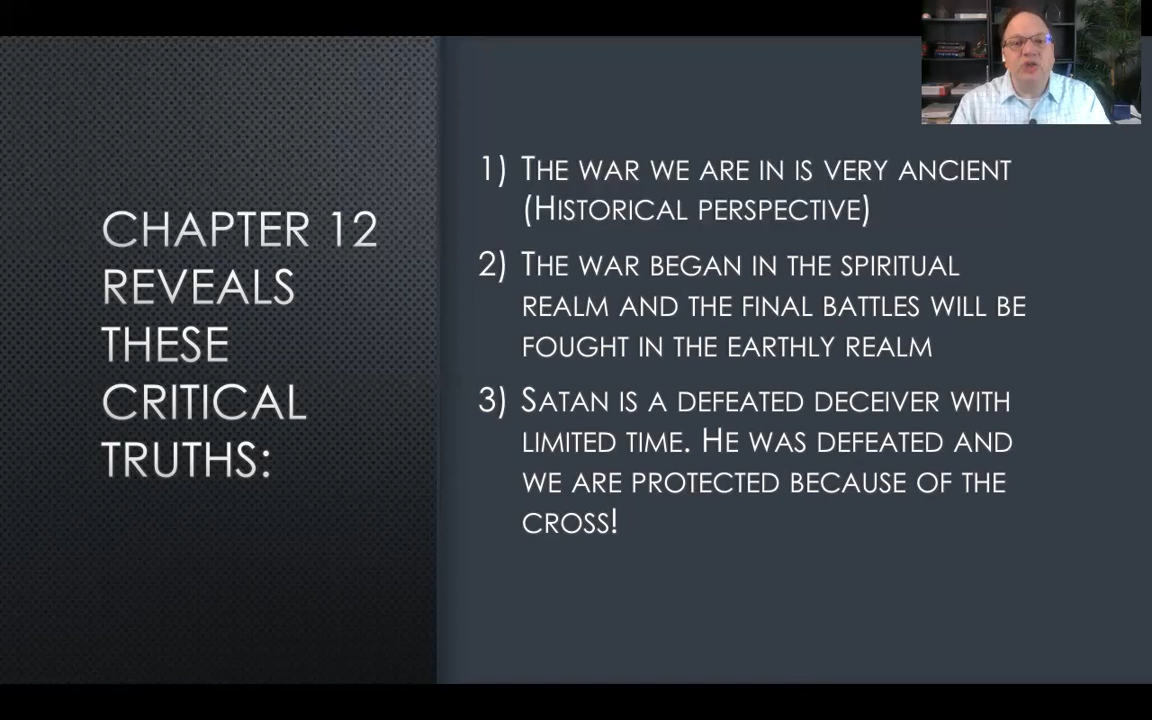 CHAPTER 12
REVEALS
THESE
CRITICAL
TRUTHS:
1) THE WAR WE ARE IN IS VERY ANCIENT
(HISTORICAL PERSPECTIVE)
2) THE WAR BEGAN IN THE SPIRITUAL
REALM AND THE FINAL BATTLES WILL BE
FOUGHT IN THE EARTHLY REALM
3) SATAN IS A DEFEATED DECEIVER WITH
LIMITED TIME. HE WAS DEFEATED AND
WE ARE PROTECTED BECAUSE OF THE
CROSS!